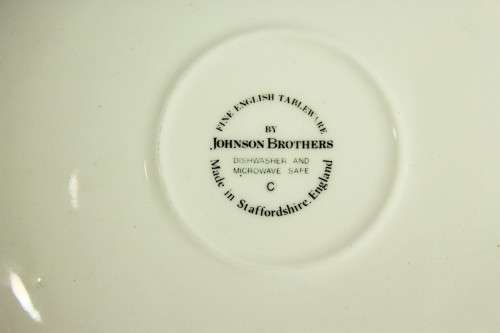 FINE ENGLISH TABLEWARE
BY
JOHNSON BROTHERS
DISHWASHER AND
MICROWAVE SAFE
C
Made in Staffordshire. England